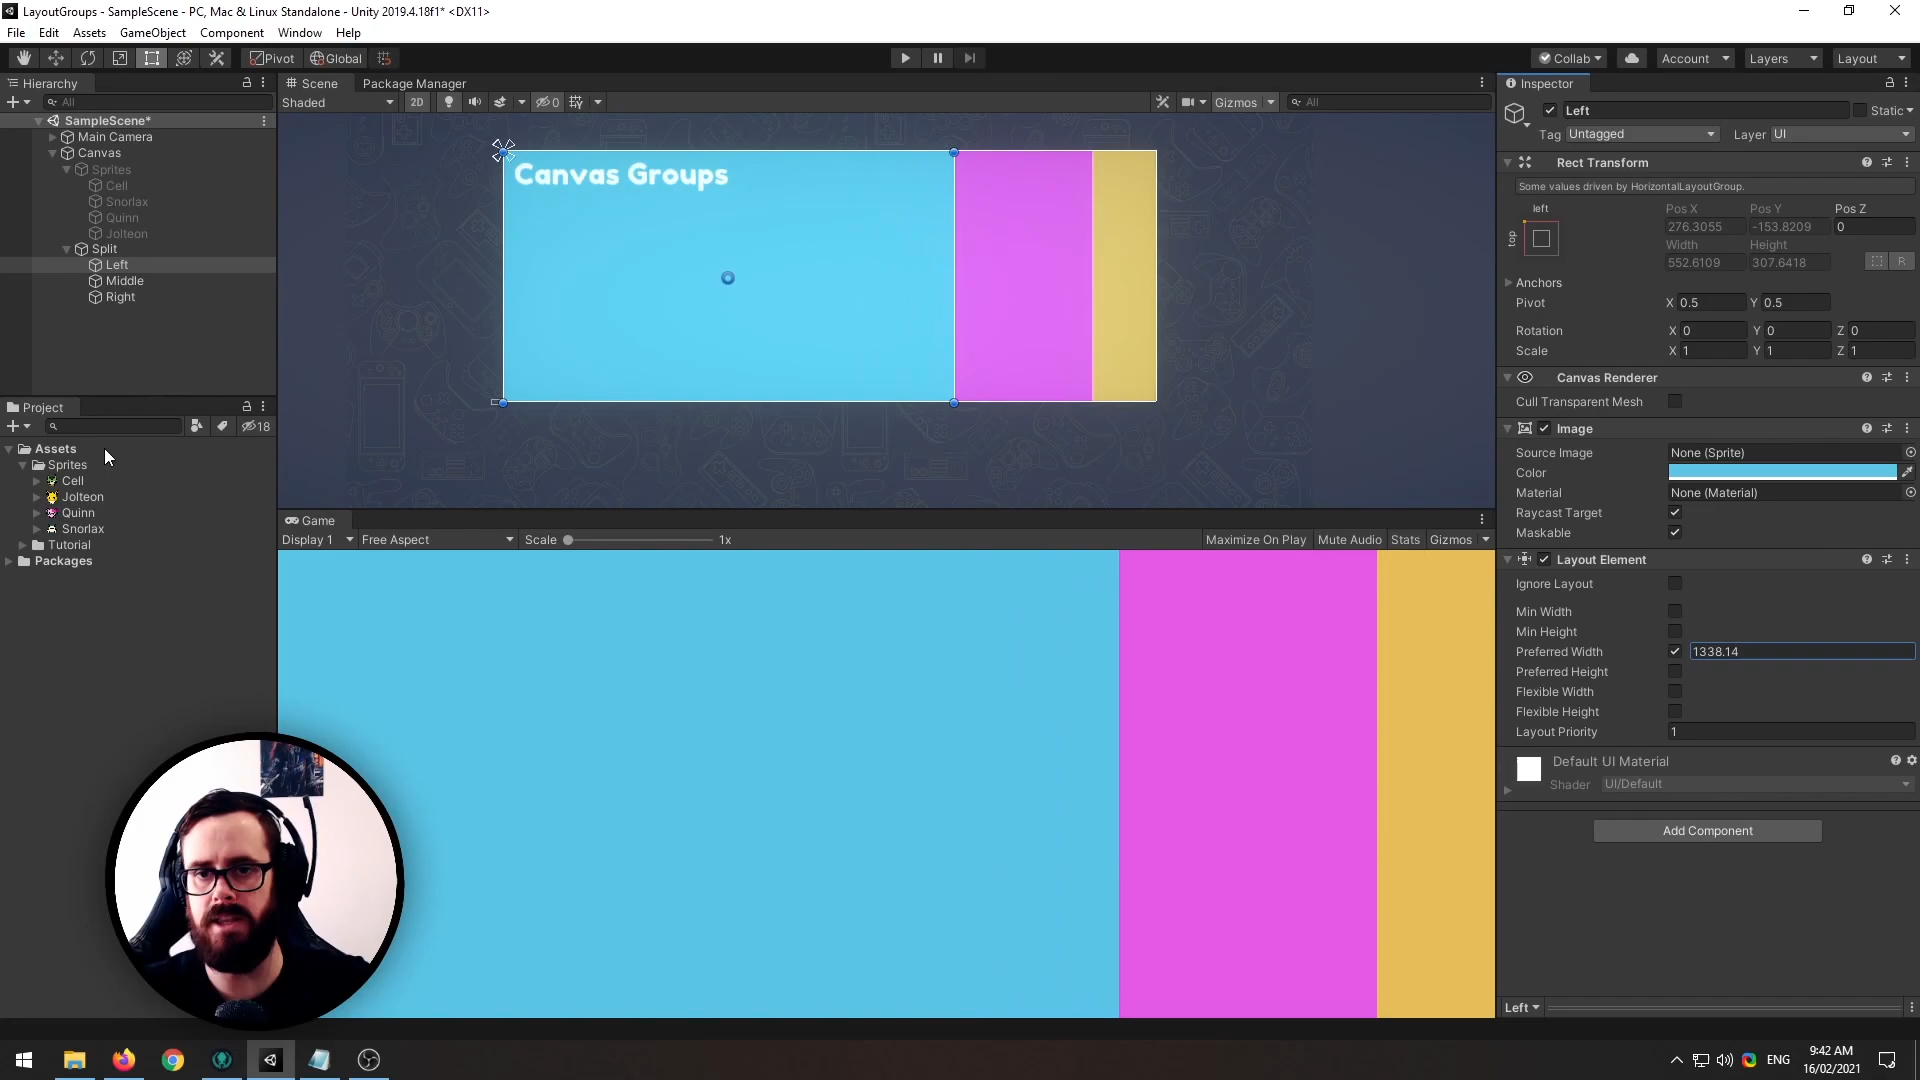 LayoutGroups - SampleScene - PC, Mac & Linux Standalone - Unity 2019.4.18f1* <DX11>
File Edit Assets GameObject Component Window Help
Pivot Global Collab Account Layers Layout
Hierarchy
All
SampleScene*
Main Camera
Canvas
Sprites
Cell
Snorlax
Quinn
Jolteon
Split
Left
Middle
Right
Project
18
Assets
Sprites
Cell
Jolteon
Quinn
Snorlax
Tutorial
Packages
Scene Package Manager
Shaded 2D 0 Gizmos All
Canvas Groups
Game
Display 1 Free Aspect Scale 1x Maximize On Play Mute Audio Stats Gizmos
Inspector
Left Static
Tag Untagged Layer UI
Rect Transform
Some values driven by HorizontalLayoutGroup.
left Pos X Pos Y Pos Z
top 276.3055 -153.8209 0
Width Height
552.6109 307.6418 R
Anchors
Pivot X 0.5 Y 0.5
Rotation X 0 Y 0 Z 0
Scale X 1 Y 1 Z 1
Canvas Renderer
Cull Transparent Mesh
Image
Source Image None (Sprite)
Color
Material None (Material)
Raycast Target
Maskable
Layout Element
Ignore Layout
Min Width
Min Height
Preferred Width 1338.14
Preferred Height
Flexible Width
Flexible Height
Layout Priority 1
Default UI Material
Shader UI/Default
Add Component
Left
ENG
9:42 AM
16/02/2021